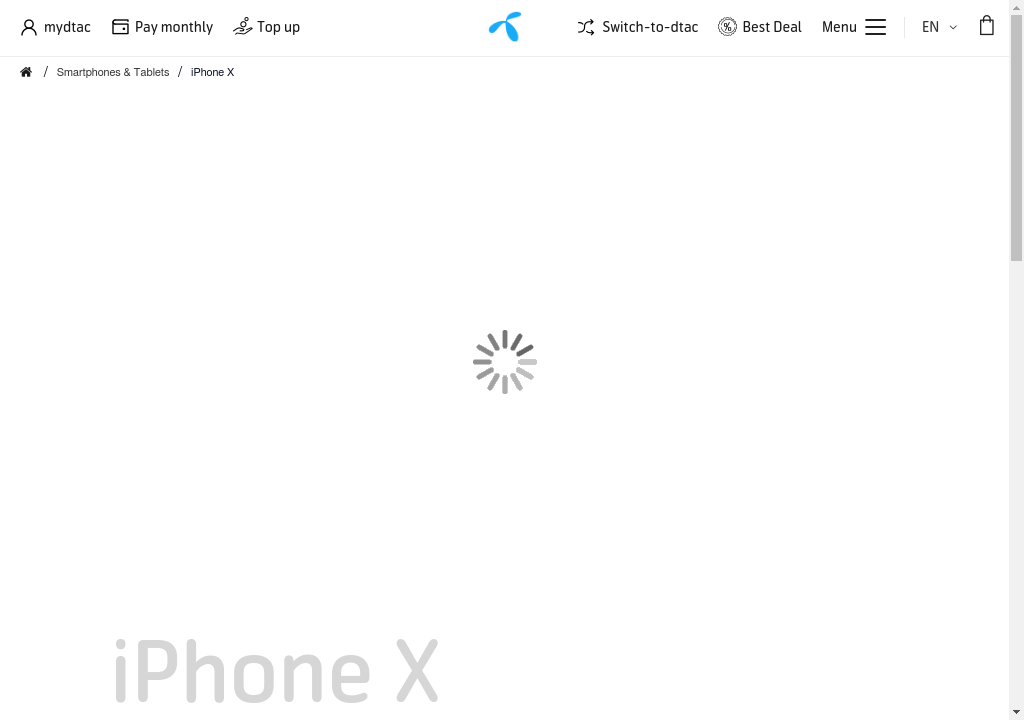 mydtac Pay monthly Top up Switch-to-dtac Best Deal Menu EN
/ Smartphones & Tablets / iPhone X
iPhone X